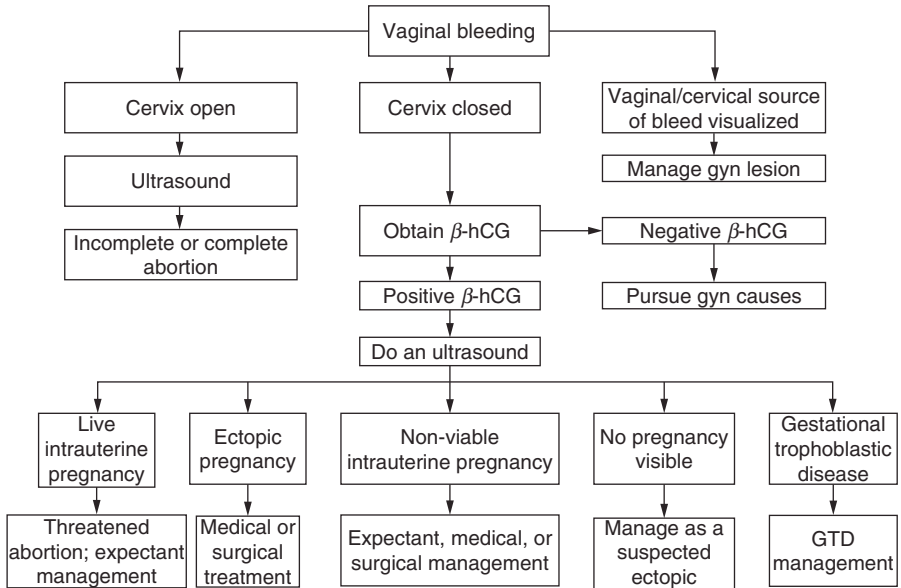 Vaginal bleeding
Cervix open
Cervix closed
Vaginal/cervical source
of bleed visualized
Ultrasound
Manage gyn lesion
Incomplete or complete
abortion
Obtain β-hCG
Negative β-hCG
Positive β-hCG
Pursue gyn causes
Do an ultrasound
Live
intrauterine
pregnancy
Ectopic
pregnancy
Non-viable
intrauterine pregnancy
No pregnancy
visible
Gestational
trophoblastic
disease
Threatened
abortion; expectant
management
Medical or
surgical
treatment
Expectant, medical, or
surgical management
Manage as a
suspected
ectopic
GTD
management